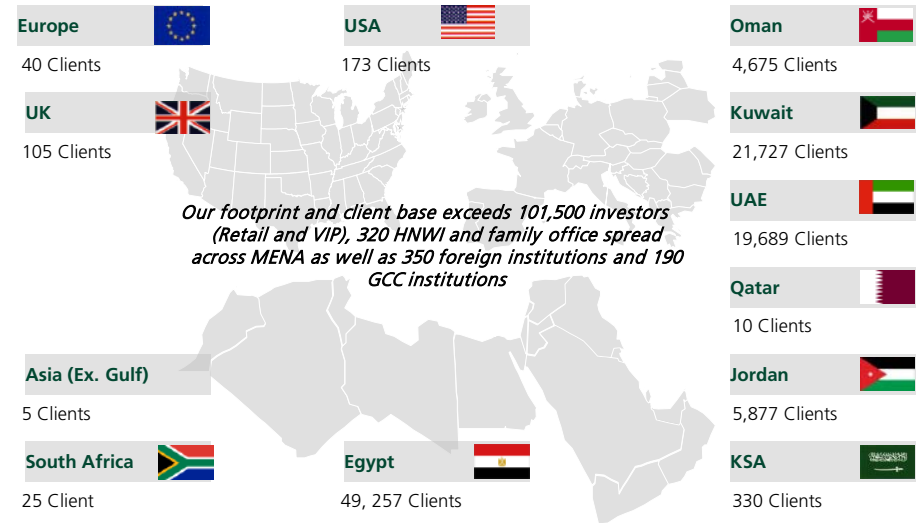 Europe
40 Clients
UK
105 Clients
USA
173 Clients
Oman
4,675 Clients
Kuwait
21,727 Clients
UAE
19,689 Clients
Qatar
10 Clients
Our footprint and client base exceeds 101,500 investors
(Retail and VIP), 320 HNWI and family office spread
across MENA as well as 350 foreign institutions and 190
GCC institutions
Asia (Ex. Gulf)
5 Clients
South Africa
25 Client
Egypt
49, 257 Clients
Jordan
5,877 Clients
KSA
330 Clients